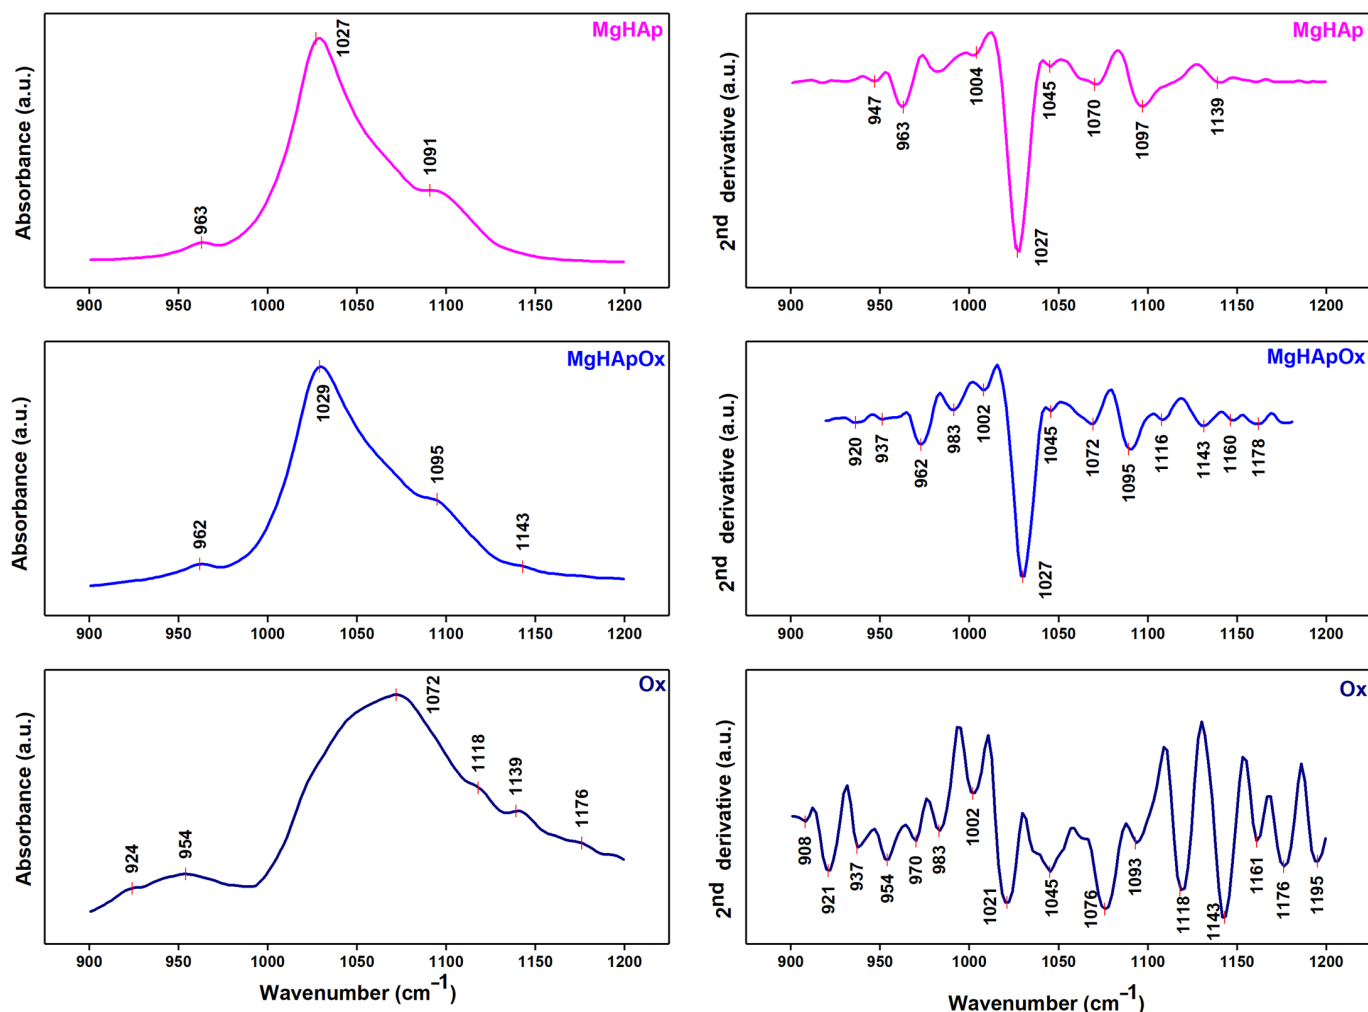 MgHAp
Absorbance (a.u.)
963
1027
1091
900 950 1000 1050 1100 1150 1200
MgHAp
2nd derivative (a.u.)
947
963
1004
1027
1045
1070
1097
1139
900 950 1000 1050 1100 1150 1200
MgHApOx
Absorbance (a.u.)
962
1029
1095
1143
900 950 1000 1050 1100 1150 1200
MgHApOx
2nd derivative (a.u.)
920
937
962
983
1002
1027
1045
1072
1095
1116
1143
1160
1178
900 950 1000 1050 1100 1150 1200
Ox
Absorbance (a.u.)
924
954
1072
1118
1139
1176
900 950 1000 1050 1100 1150 1200
Wavenumber (cm−1)
Ox
2nd derivative (a.u.)
908
921
937
954
970
983
1002
1021
1045
1076
1093
1118
1143
1161
1176
1195
900 950 1000 1050 1100 1150 1200
Wavenumber (cm−1)